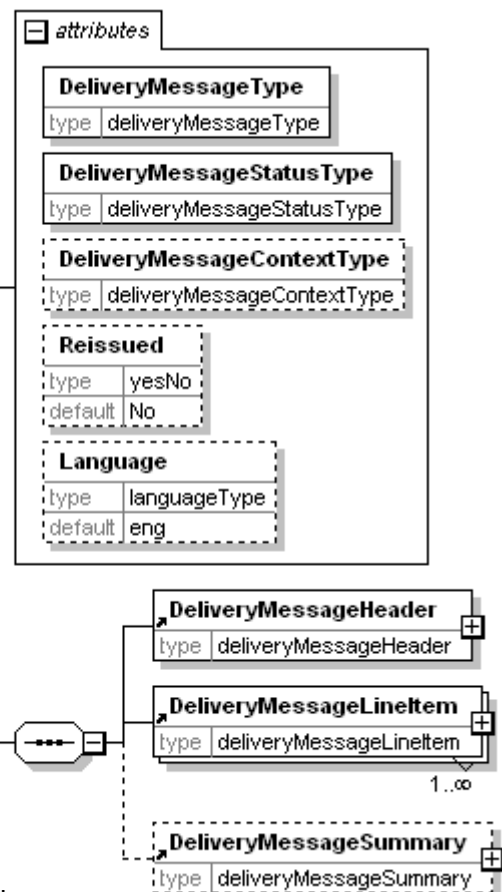 attributes
DeliveryMessageType
type deliveryMessageType
DeliveryMessageStatusType
type deliveryMessageStatusType
DeliveryMessageContextType
type deliveryMessageContextType
Reissued
type yesNo
default No
Language
type languageType
default eng
DeliveryMessageHeader
type deliveryMessageHeader
DeliveryMessageLineItem
type deliveryMessageLineItem
1..∞
DeliveryMessageSummary
type deliveryMessageSummary